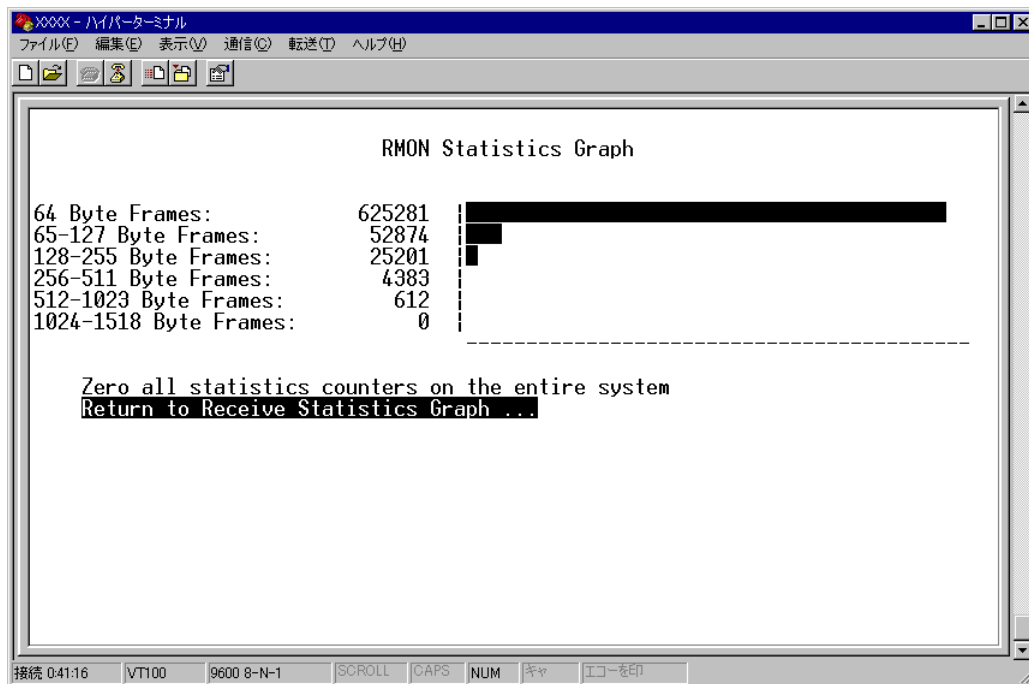 XXXX - ハイパーターミナル
ファイル(F) 編集(E) 表示(V) 通信(C) 転送(T) ヘルプ(H)
RMON Statistics Graph
64 Byte Frames: 625281
65-127 Byte Frames: 52874
128-255 Byte Frames: 25201
256-511 Byte Frames: 4383
512-1023 Byte Frames: 612
1024-1518 Byte Frames: 0
Zero all statistics counters on the entire system
Return to Receive Statistics Graph ...
接続 0:41:16 VT100 9600 8-N-1 SCROLL CAPS NUM キャ エコーを印